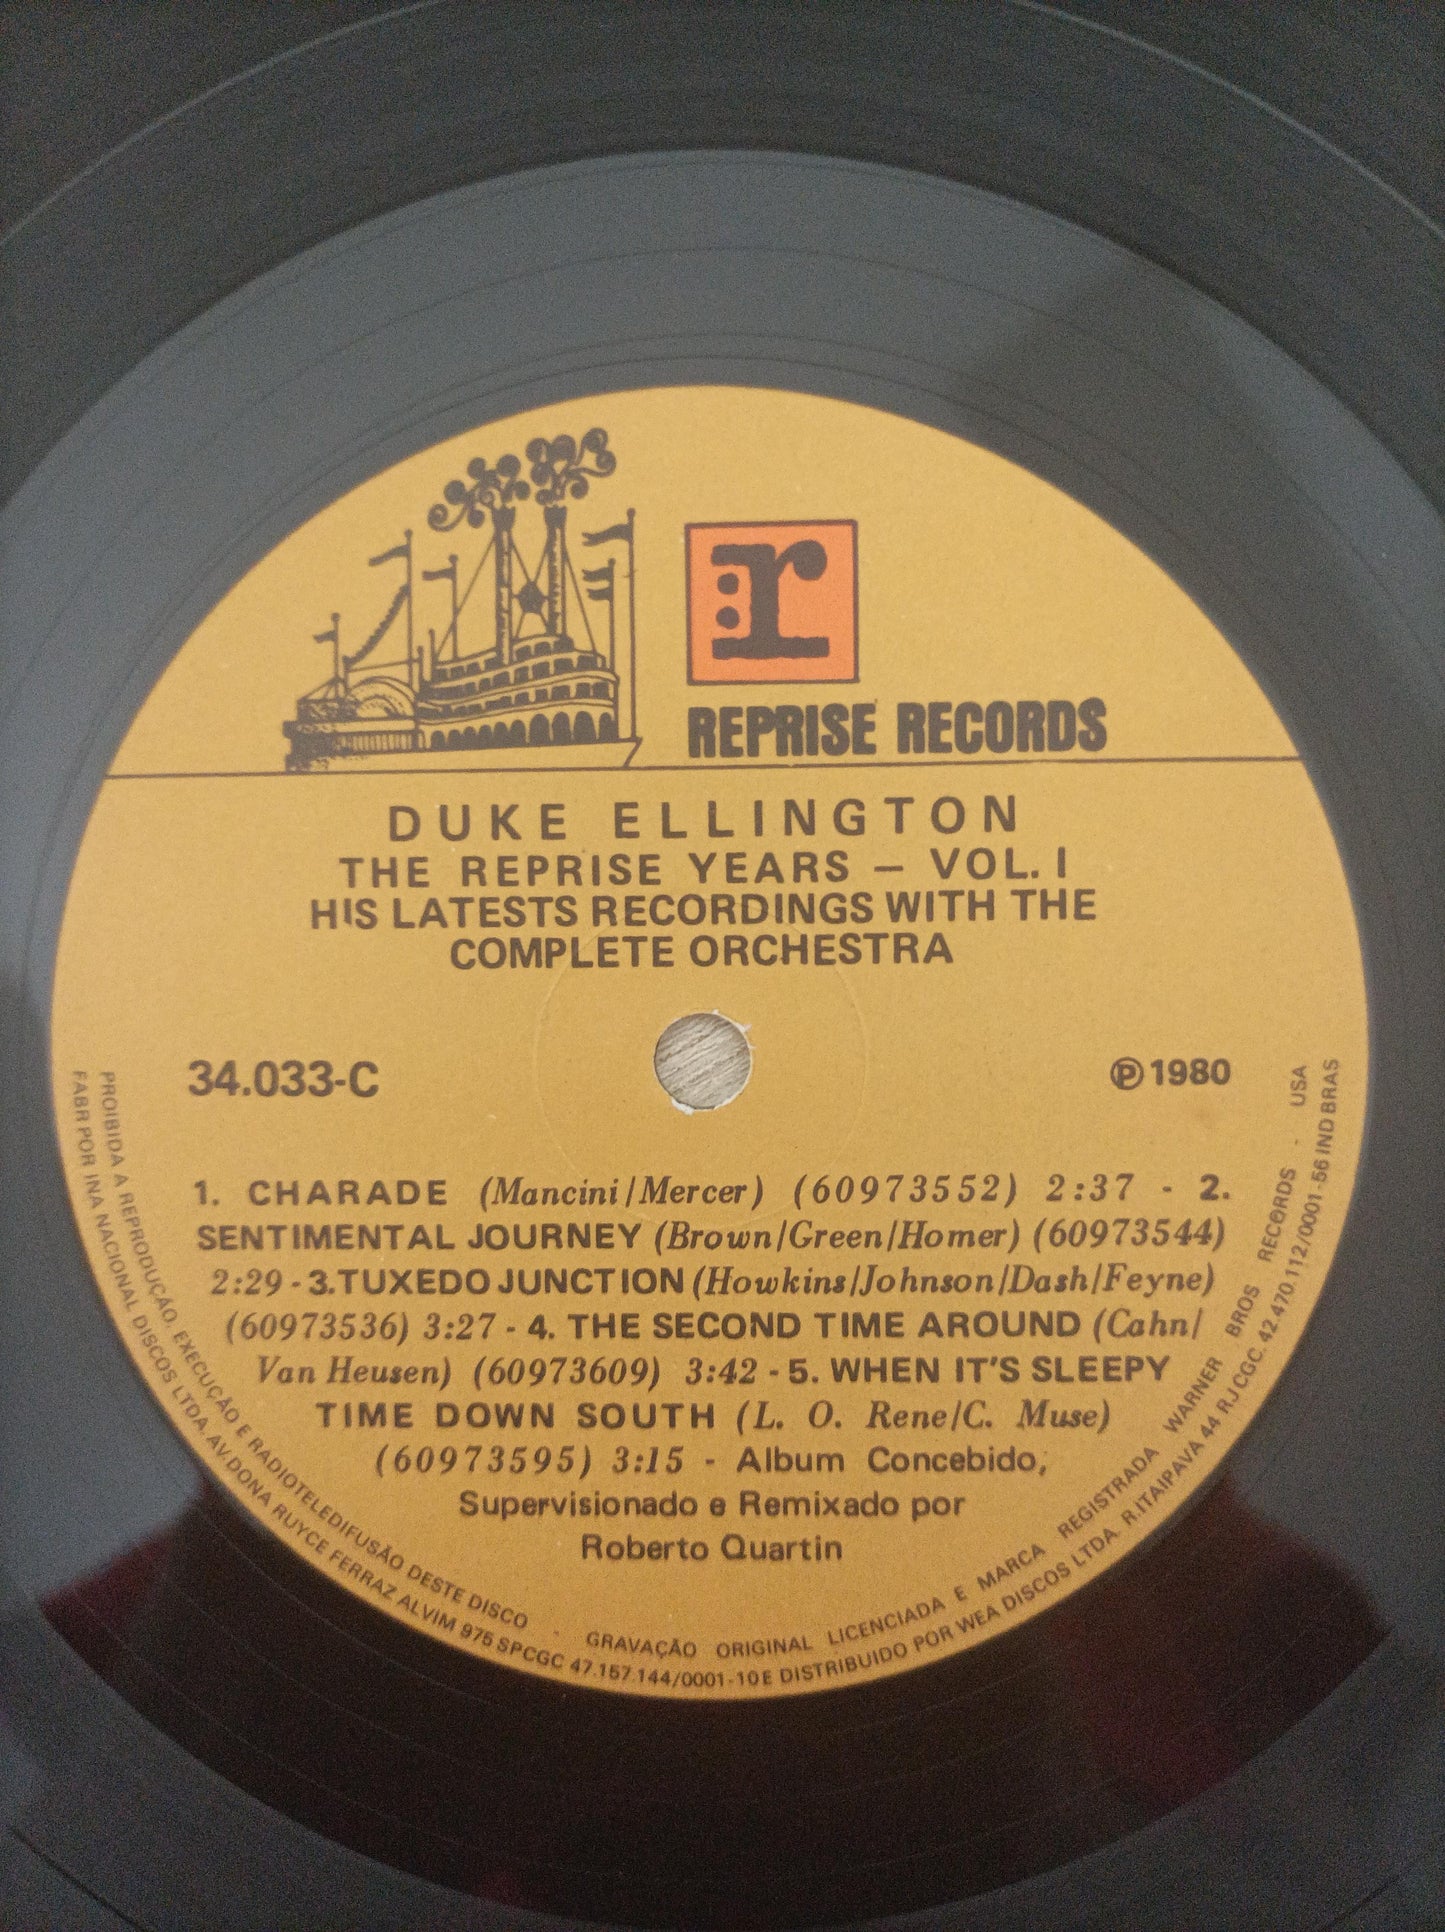 r
REPRISE RECORDS
DUKE ELLINGTON
THE REPRISE YEARS – VOL. I
HIS LATESTS RECORDINGS WITH THE
COMPLETE ORCHESTRA
34.033-C
℗ 1980
1. CHARADE (Mancini/Mercer) (60973552) 2:37 - 2.
SENTIMENTAL JOURNEY (Brown/Green/Homer) (60973544)
2:29 - 3. TUXEDO JUNCTION (Howkins/Johnson/Dash/Feyne)
(60973536) 3:27 - 4. THE SECOND TIME AROUND (Cahn/
Van Heusen) (60973609) 3:42 - 5. WHEN IT'S SLEEPY
TIME DOWN SOUTH (L. O. Rene/C. Muse)
(60973595) 3:15 - Album Concebido,
Supervisionado e Remixado por
Roberto Quartin
PROIBIDA A REPRODUÇÃO, EXECUÇÃO E RADIOTELEDIFUSÃO DESTE DISCO - GRAVAÇÃO ORIGINAL LICENCIADA E MARCA REGISTRADA WARNER BROS RECORDS - USA
FABR POR INA NACIONAL DISCOS LTDA. AV. DONA RUYCE FERRAZ ALVIM 975 SP CGC 47.157.144/0001-10 E DISTRIBUIDO POR WEA DISCOS LTDA. R. ITAIPAVA 44 RJ CGC. 42.470.112/0001-56 IND BRAS